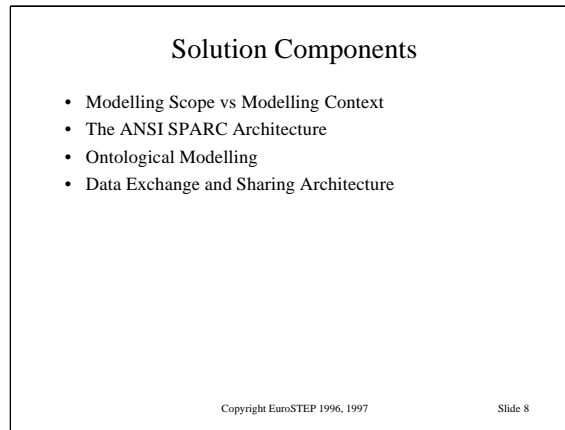 Solution Components
• Modelling Scope vs Modelling Context
• The ANSI SPARC Architecture
• Ontological Modelling
• Data Exchange and Sharing Architecture
Copyright EuroSTEP 1996, 1997 Slide 8